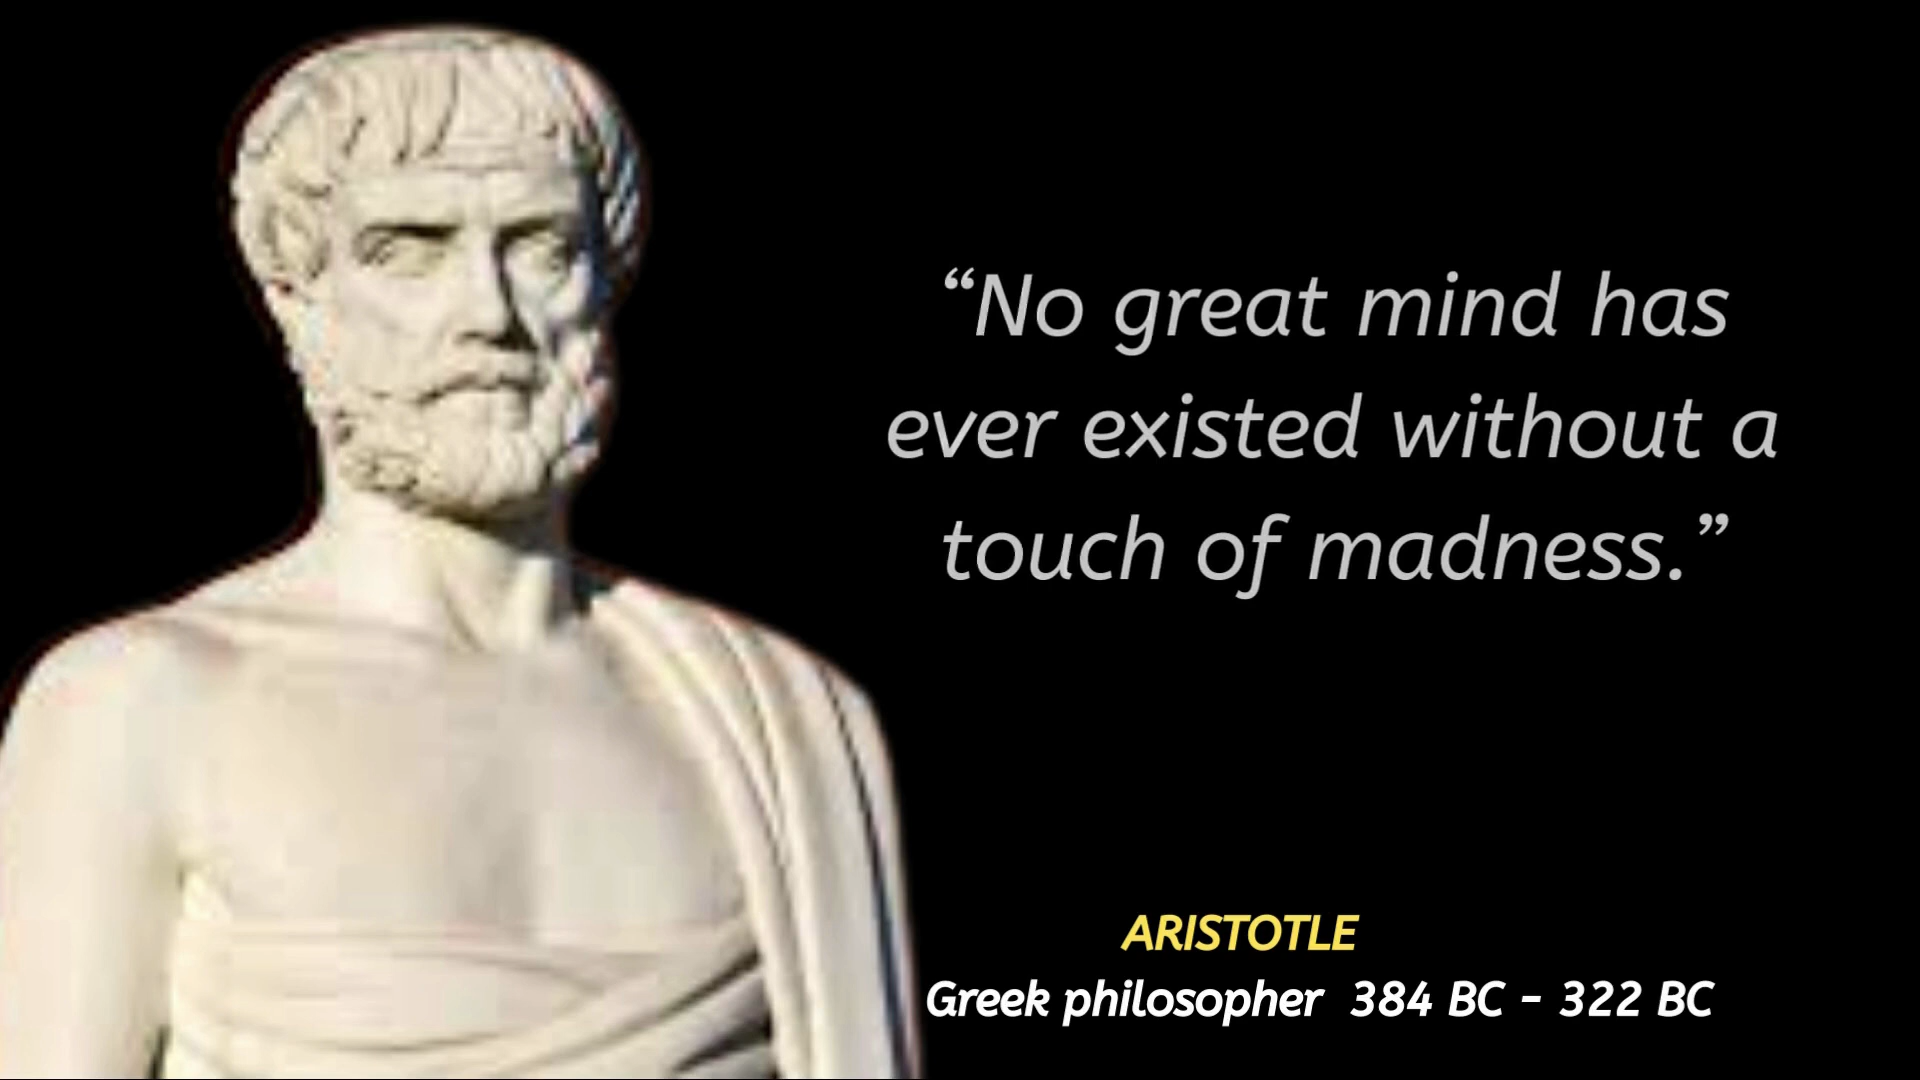 “No great mind has
ever existed without a
touch of madness.”
ARISTOTLE
Greek philosopher 384 BC - 322 BC